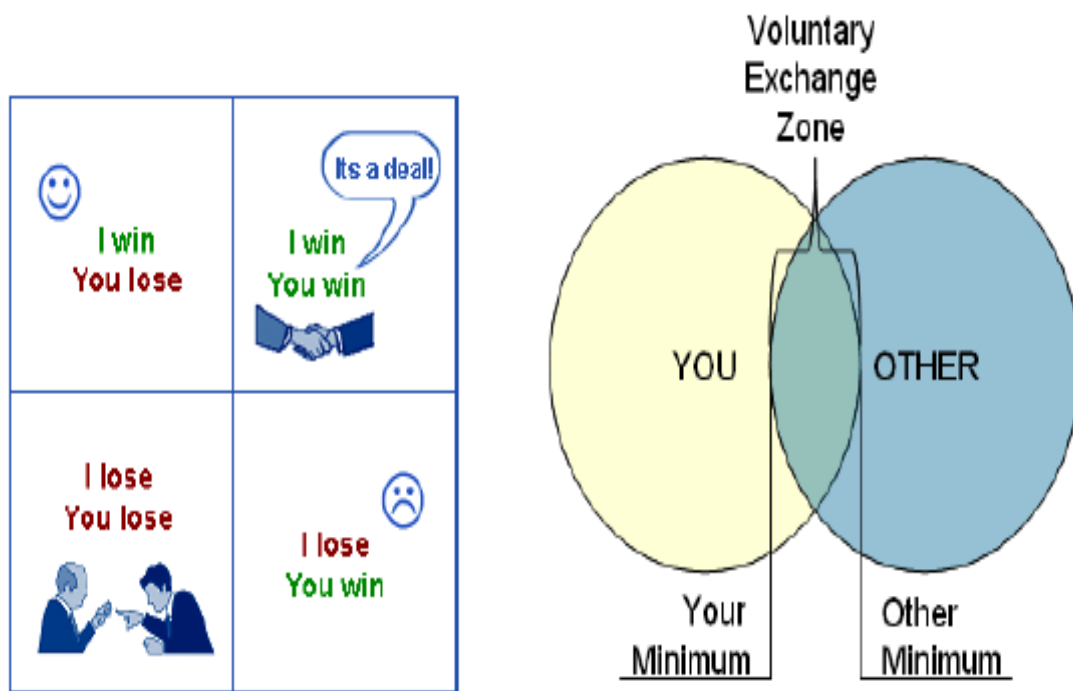 I win
You lose
Its a deal!
I win
You win
I lose
You lose
I lose
You win
Voluntary
Exchange
Zone
YOU
OTHER
Your
Minimum
Other
Minimum